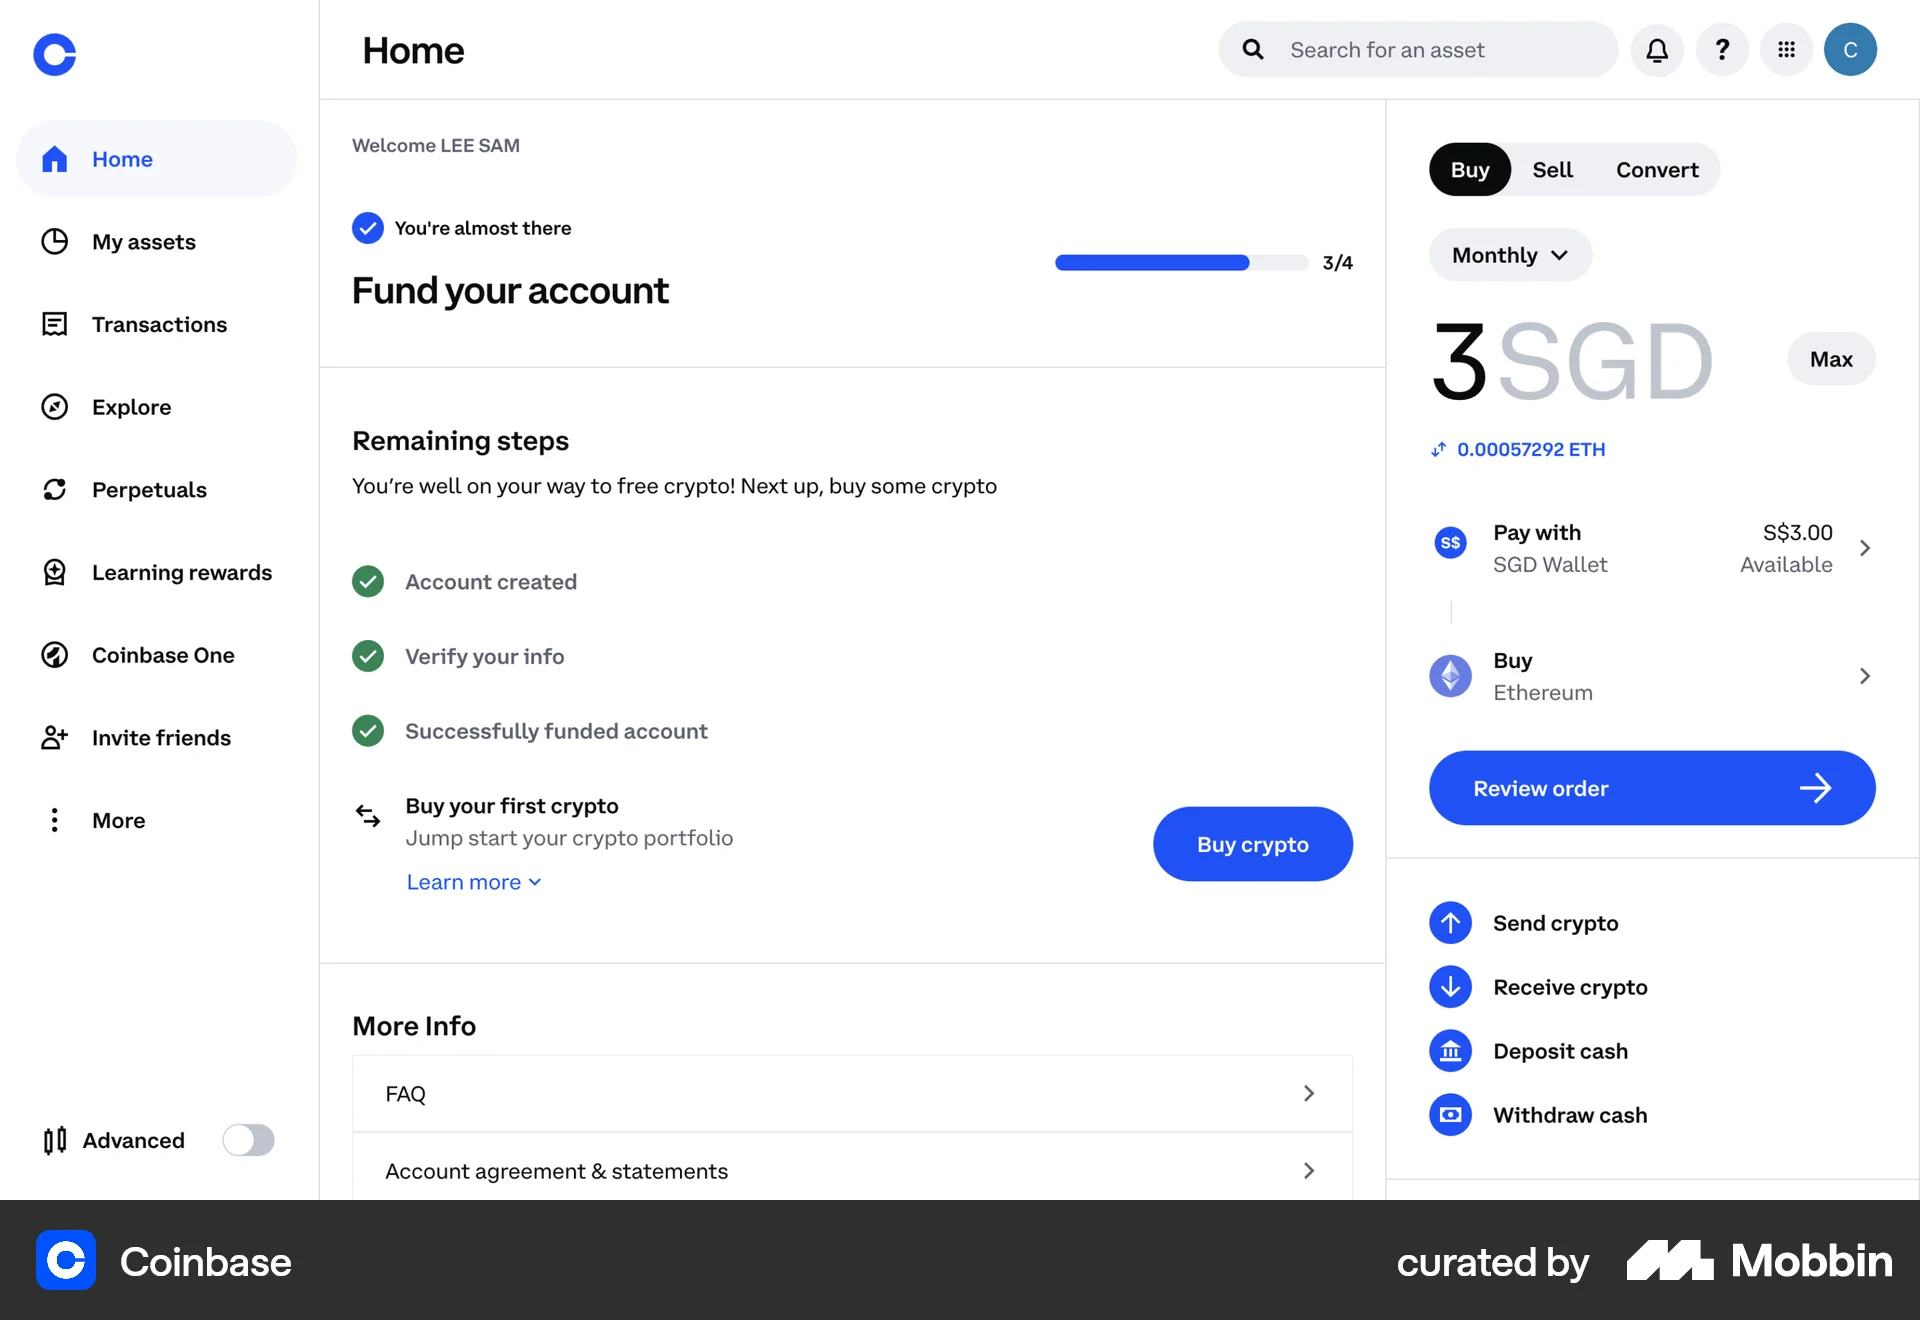 Home
My assets
Transactions
Explore
Perpetuals
Learning rewards
Coinbase One
Invite friends
More
Advanced
Home
Search for an asset
?
C
Welcome LEE SAM
You're almost there
Fund your account
3/4
Remaining steps
You’re well on your way to free crypto! Next up, buy some crypto
Account created
Verify your info
Successfully funded account
Buy your first crypto
Jump start your crypto portfolio
Learn more
Buy crypto
More Info
FAQ
Account agreement & statements
Buy Sell Convert
Monthly
3 SGD
Max
0.00057292 ETH
S$
Pay with S$3.00
SGD Wallet Available
Buy
Ethereum
Review order
Send crypto
Receive crypto
Deposit cash
Withdraw cash
Coinbase
curated by Mobbin